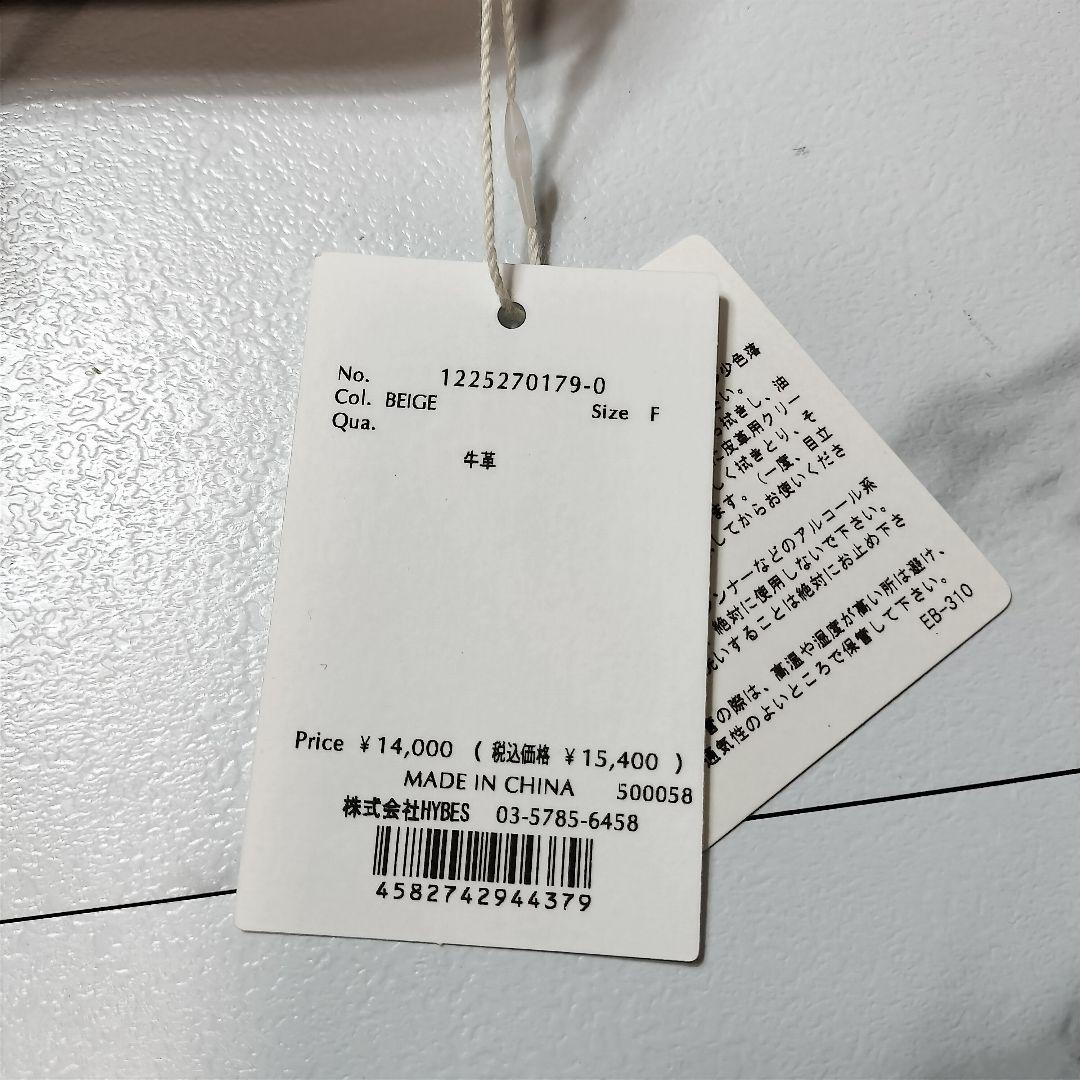 No. 1225270179-0
Col. BEIGE Size F
Qua.
牛革
Price ¥14,000 (税込価格 ¥15,400)
MADE IN CHINA 500058
株式会社HYBES 03-5785-6458
4582742944379
少色落
い。
拭きし、油
皮革用クリー
しく拭きとり、そ
ます。(一度、目立
してからお使いくださ
ンナーなどのアルコール系
絶対に使用しないで下さい。
洗いすることは絶対にお止め下さ
管の際は、高温や湿度が高い所は避け、
通気性のよいところで保管して下さい。
EB-310